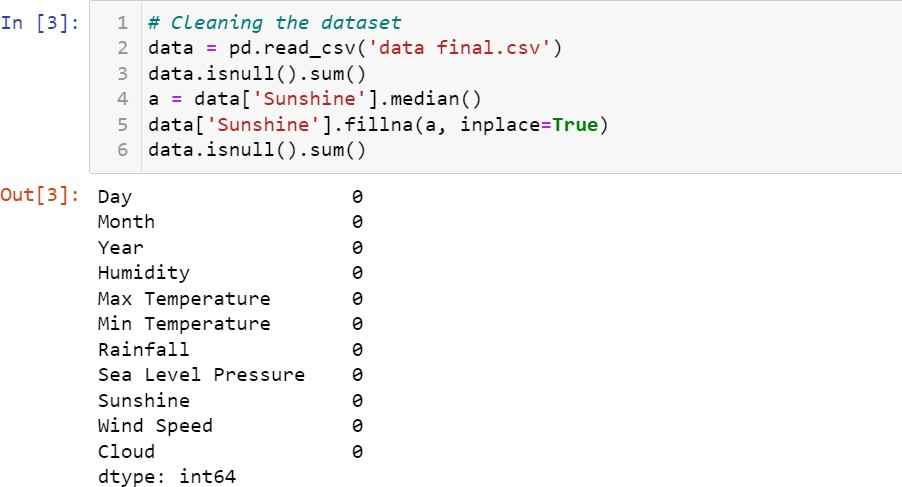 In [3]:
1 # Cleaning the dataset
2 data = pd.read_csv('data final.csv')
3 data.isnull().sum()
4 a = data['Sunshine'].median()
5 data['Sunshine'].fillna(a, inplace=True)
6 data.isnull().sum()
Out[3]:
Day 0
Month 0
Year 0
Humidity 0
Max Temperature 0
Min Temperature 0
Rainfall 0
Sea Level Pressure 0
Sunshine 0
Wind Speed 0
Cloud 0
dtype: int64